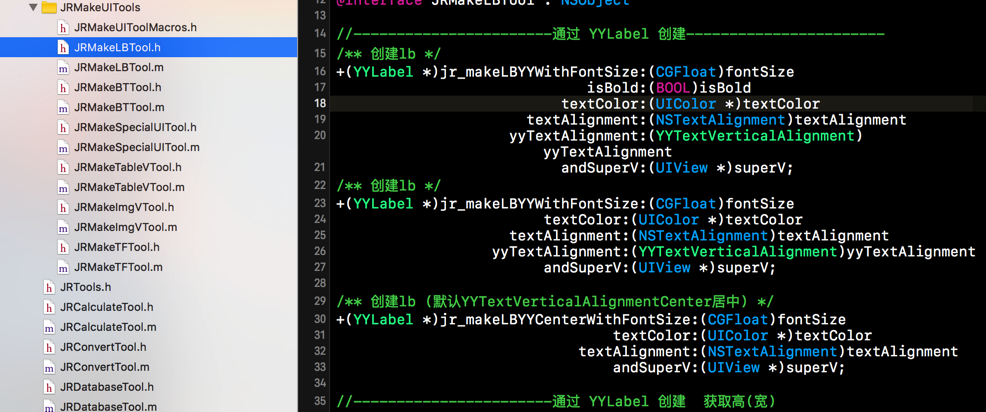 JRMakeUITools
JRMakeUIToolMacros.h
JRMakeLBTool.h
JRMakeLBTool.m
JRMakeBTTool.h
JRMakeBTTool.m
JRMakeSpecialUITool.h
JRMakeSpecialUITool.m
JRMakeTableVTool.h
JRMakeTableVTool.m
JRMakeImgVTool.h
JRMakeImgVTool.m
JRMakeTFTool.h
JRMakeTFTool.m
JRTools.h
JRCalculateTool.h
JRCalculateTool.m
JRConvertTool.h
JRConvertTool.m
JRDatabaseTool.h
JRDatabaseTool.m
12 @interface JRMakeLBTool : NSObject
13
14 //-----------------------通过 YYLabel 创建-----------------------
15 /** 创建lb */
16 +(YYLabel *)jr_makeLBYYWithFontSize:(CGFloat)fontSize
17 isBold:(BOOL)isBold
18 textColor:(UIColor *)textColor
19 textAlignment:(NSTextAlignment)textAlignment
20 yyTextAlignment:(YYTextVerticalAlignment)
yyTextAlignment
21 andSuperV:(UIView *)superV;
22 /** 创建lb */
23 +(YYLabel *)jr_makeLBYYWithFontSize:(CGFloat)fontSize
24 textColor:(UIColor *)textColor
25 textAlignment:(NSTextAlignment)textAlignment
26 yyTextAlignment:(YYTextVerticalAlignment)yyTextAlignment
27 andSuperV:(UIView *)superV;
28
29 /** 创建lb (默认YYTextVerticalAlignmentCenter居中) */
30 +(YYLabel *)jr_makeLBYYCenterWithFontSize:(CGFloat)fontSize
31 textColor:(UIColor *)textColor
32 textAlignment:(NSTextAlignment)textAlignment
33 andSuperV:(UIView *)superV;
34
35 //-----------------------通过 YYLabel 创建  获取高(宽)